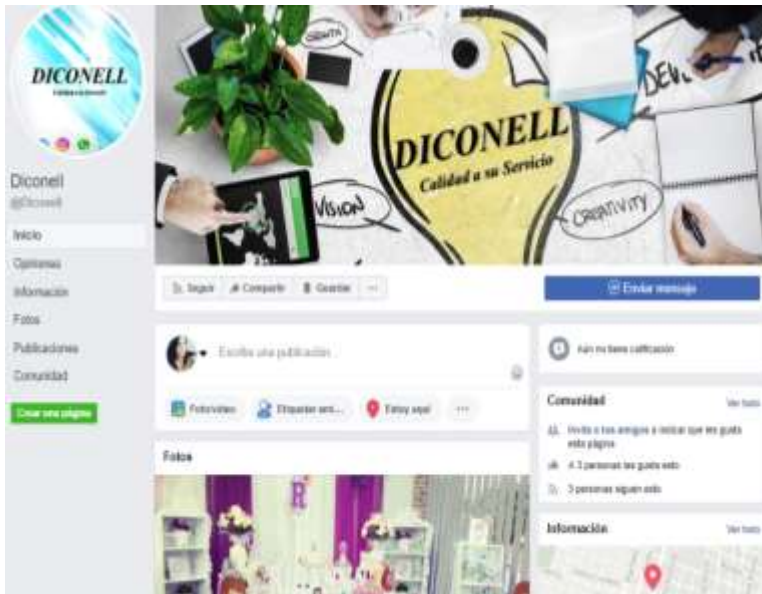 DICONELL
Diconell
@Diconell
Inicio
Opiniones
Información
Fotos
Publicaciones
Comunidad
Crear una página
GROWTH
DICONELL
Calidad a su Servicio
VISION
CREATIVITY
Seguir
Compartir
Guardar
Enviar mensaje
Escribe una publicación...
Foto/video
Etiquetar ami...
Estoy aquí
Fotos
R
Aún no tiene calificación
Comunidad
Ver todo
Invita a tus amigos a indicar que les gusta
esta página
A 3 personas les gusta esto
3 personas siguen esto
Información
Ver todo